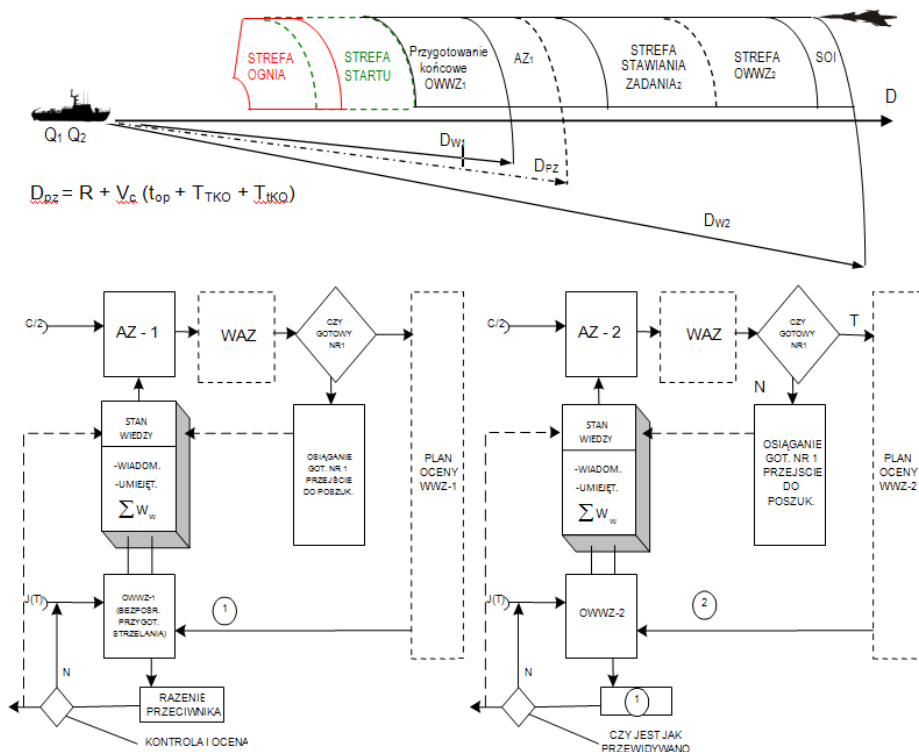 STREFA
OGNIA
STREFA
STARTU
Przygotowanie
końcowe
OWWZ1
AZ1
STREFA
STAWIANIA
ZADANIA2
STREFA
OWWZ2
SOI
D
Q1 Q2
DW1
DPZ
DW2
Dpz = R + Vc (top + TTKO + TtKO)
C/2
AZ - 1
WAZ
CZY
GOTOWY
NR1
STAN
WIEDZY
-WIADOM.
-UMIEJĘT.
∑ Ww
OSIĄGANIE
GOT. NR 1
PRZEJŚCIE
DO POSZUK.
PLAN
OCENY
WWZ-1
J(T)
OWWZ-1
(BEZPOŚR.
PRZYGOT.
STRZELANIA)
1
N
RAZENIE
PRZECIWNIKA
KONTROLA I OCENA
C/2
AZ - 2
WAZ
CZY
GOTOWY
NR1
T
N
STAN
WIEDZY
-WIADOM.
-UMIEJĘT.
∑ Ww
OSIĄGANIE
GOT. NR 1
PRZEJŚCIE
DO
POSZUK.
PLAN
OCENY
WWZ-2
J(T)
OWWZ-2
2
N
1
CZY JEST JAK
PRZEWIDYWANO